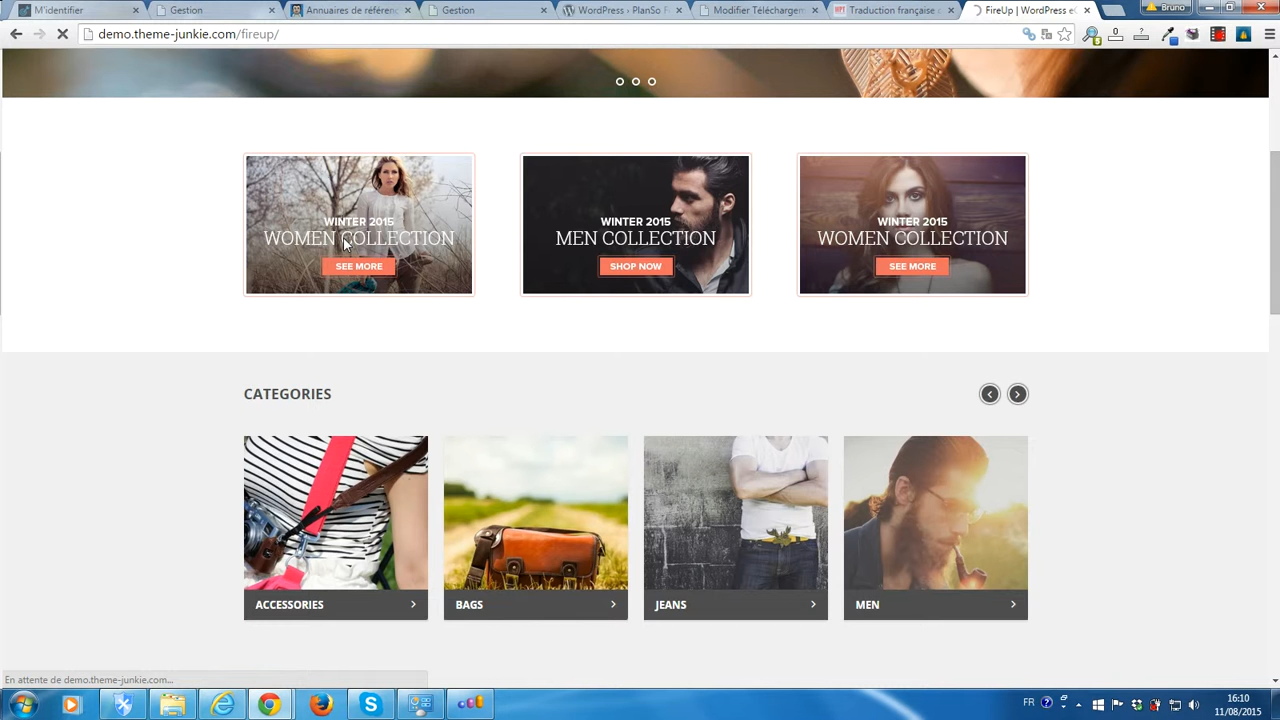 M'identifier
Gestion
Annuaires de référenc
Gestion
WordPress › PlanSo F
Modifier Téléchargem
Traduction française d
FireUp | WordPress eC
Bruno
demo.theme-junkie.com/fireup/
WINTER 2015
WOMEN COLLECTION
SEE MORE
WINTER 2015
MEN COLLECTION
SHOP NOW
WINTER 2015
WOMEN COLLECTION
SEE MORE
CATEGORIES
ACCESSORIES
BAGS
JEANS
MEN
En attente de demo.theme-junkie.com...
FR
16:10
11/08/2015